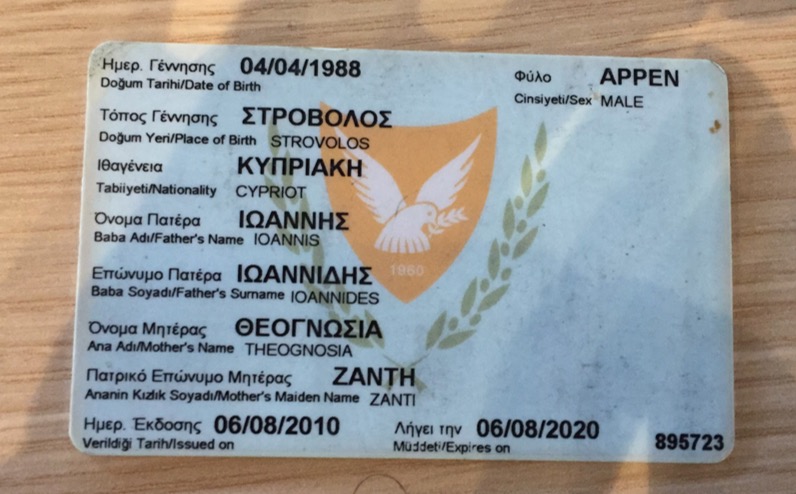 Ημερ. Γέννησης 04/04/1988 Φύλο ΑΡΡΕΝ
Doğum Tarihi/Date of Birth Cinsiyeti/Sex MALE
Τόπος Γέννησης ΣΤΡΟΒΟΛΟΣ
Doğum Yeri/Place of Birth STROVOLOS
Ιθαγένεια ΚΥΠΡΙΑΚΗ
Tabiiyeti/Nationality CYPRIOT
Όνομα Πατέρα ΙΩΑΝΝΗΣ
Baba Adı/Father's Name IOANNIS
Επώνυμο Πατέρα ΙΩΑΝΝΙΔΗΣ
Baba Soyadı/Father's Surname IOANNIDES
1960
Όνομα Μητέρας ΘΕΟΓΝΩΣΙΑ
Ana Adı/Mother's Name THEOGNOSIA
Πατρικό Επώνυμο Μητέρας ΖΑΝΤΗ
Ananin Kızlık Soyadı/Mother's Maiden Name ZANTI
Ημερ. Έκδοσης 06/08/2010 Λήγει την 06/08/2020
Verildiği Tarih/Issued on Müddeti/Expires on 895723